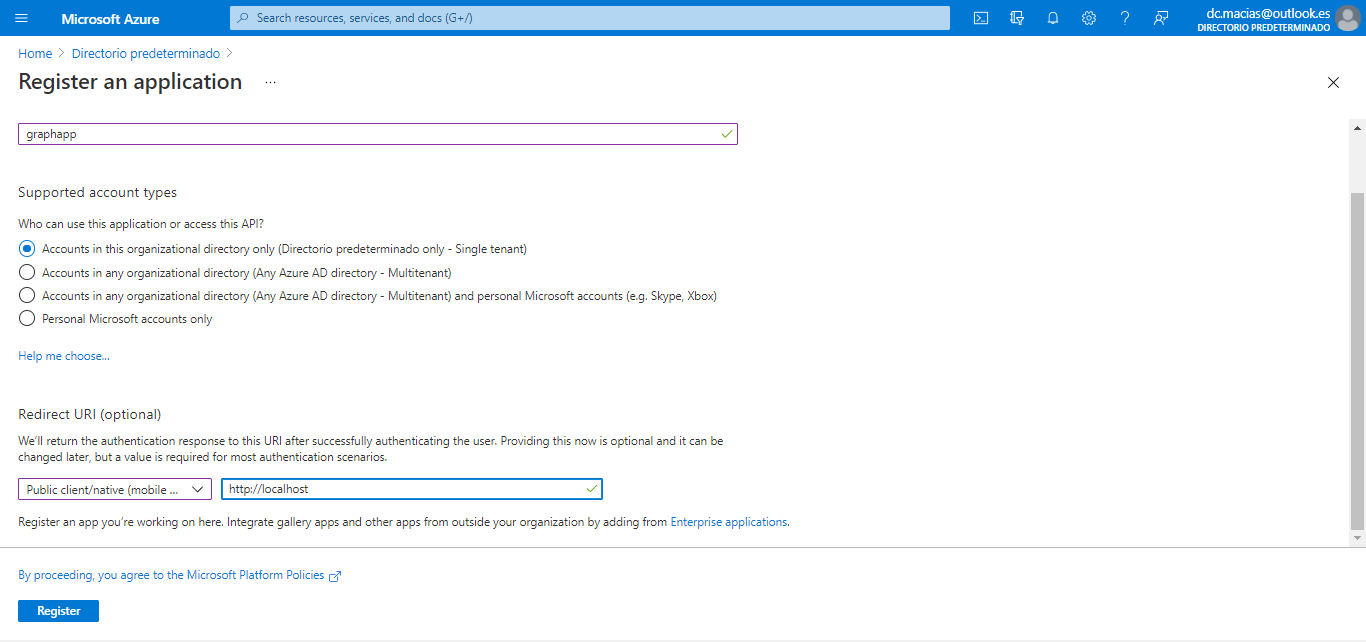 Microsoft Azure
Search resources, services, and docs (G+/)
dc.macias@outlook.es
DIRECTORIO PREDETERMINADO
Home > Directorio predeterminado >
Register an application ...
graphapp
Supported account types
Who can use this application or access this API?
Accounts in this organizational directory only (Directorio predeterminado only - Single tenant)
Accounts in any organizational directory (Any Azure AD directory - Multitenant)
Accounts in any organizational directory (Any Azure AD directory - Multitenant) and personal Microsoft accounts (e.g. Skype, Xbox)
Personal Microsoft accounts only
Help me choose...
Redirect URI (optional)
We'll return the authentication response to this URI after successfully authenticating the user. Providing this now is optional and it can be
changed later, but a value is required for most authentication scenarios.
Public client/native (mobile ...
http://localhost
Register an app you're working on here. Integrate gallery apps and other apps from outside your organization by adding from Enterprise applications.
By proceeding, you agree to the Microsoft Platform Policies
Register